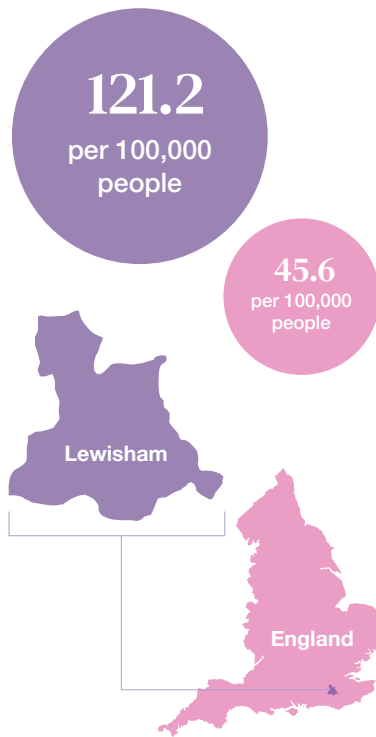 121.2
per 100,000
people
45.6
per 100,000
people
Lewisham
England